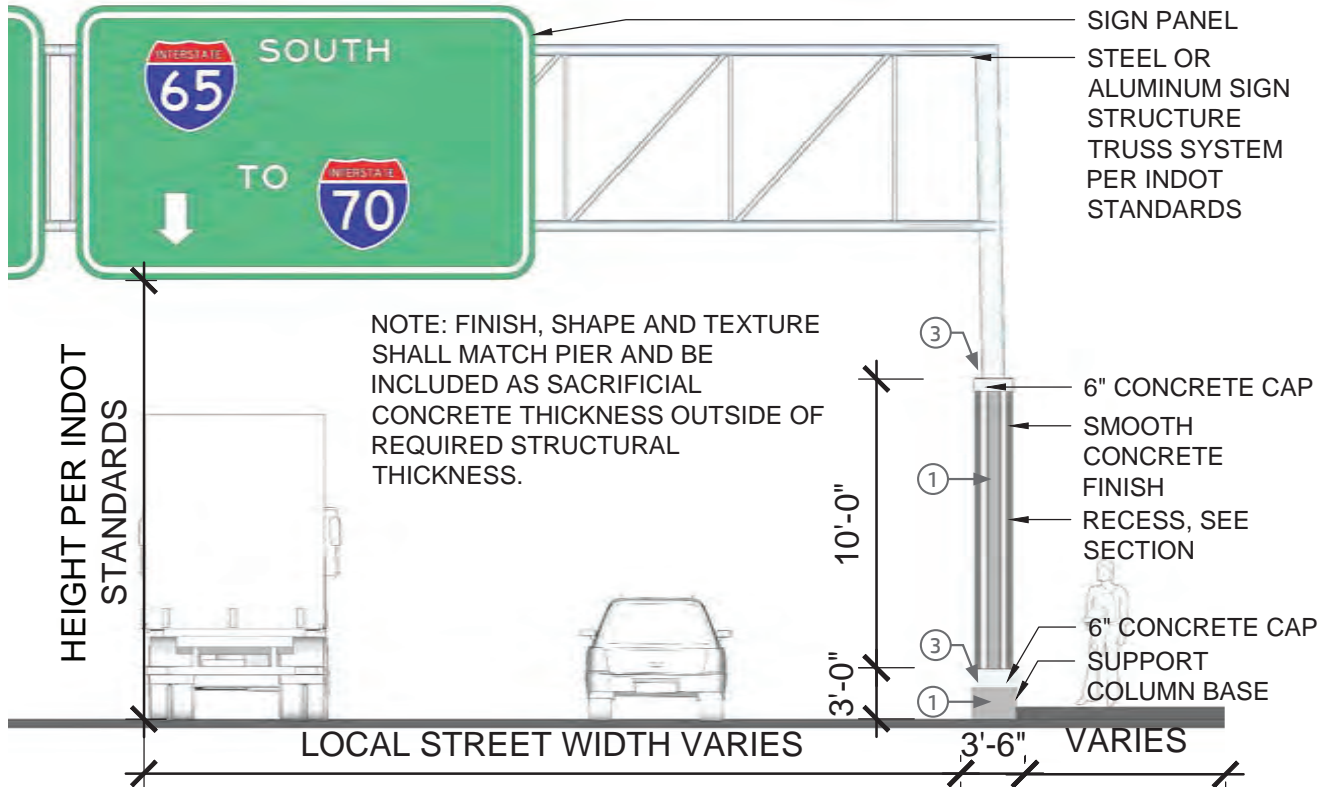 SIGN PANEL
STEEL OR
ALUMINUM SIGN
STRUCTURE
TRUSS SYSTEM
PER INDOT
STANDARDS
INTERSTATE
65
SOUTH
TO
INTERSTATE
70
NOTE: FINISH, SHAPE AND TEXTURE
SHALL MATCH PIER AND BE
INCLUDED AS SACRIFICIAL
CONCRETE THICKNESS OUTSIDE OF
REQUIRED STRUCTURAL
THICKNESS.
HEIGHT PER INDOT
STANDARDS
3
6" CONCRETE CAP
SMOOTH
CONCRETE
FINISH
1
RECESS, SEE
SECTION
10'-0"
3
6" CONCRETE CAP
SUPPORT
COLUMN BASE
1
3'-0"
LOCAL STREET WIDTH VARIES
3'-6"
VARIES